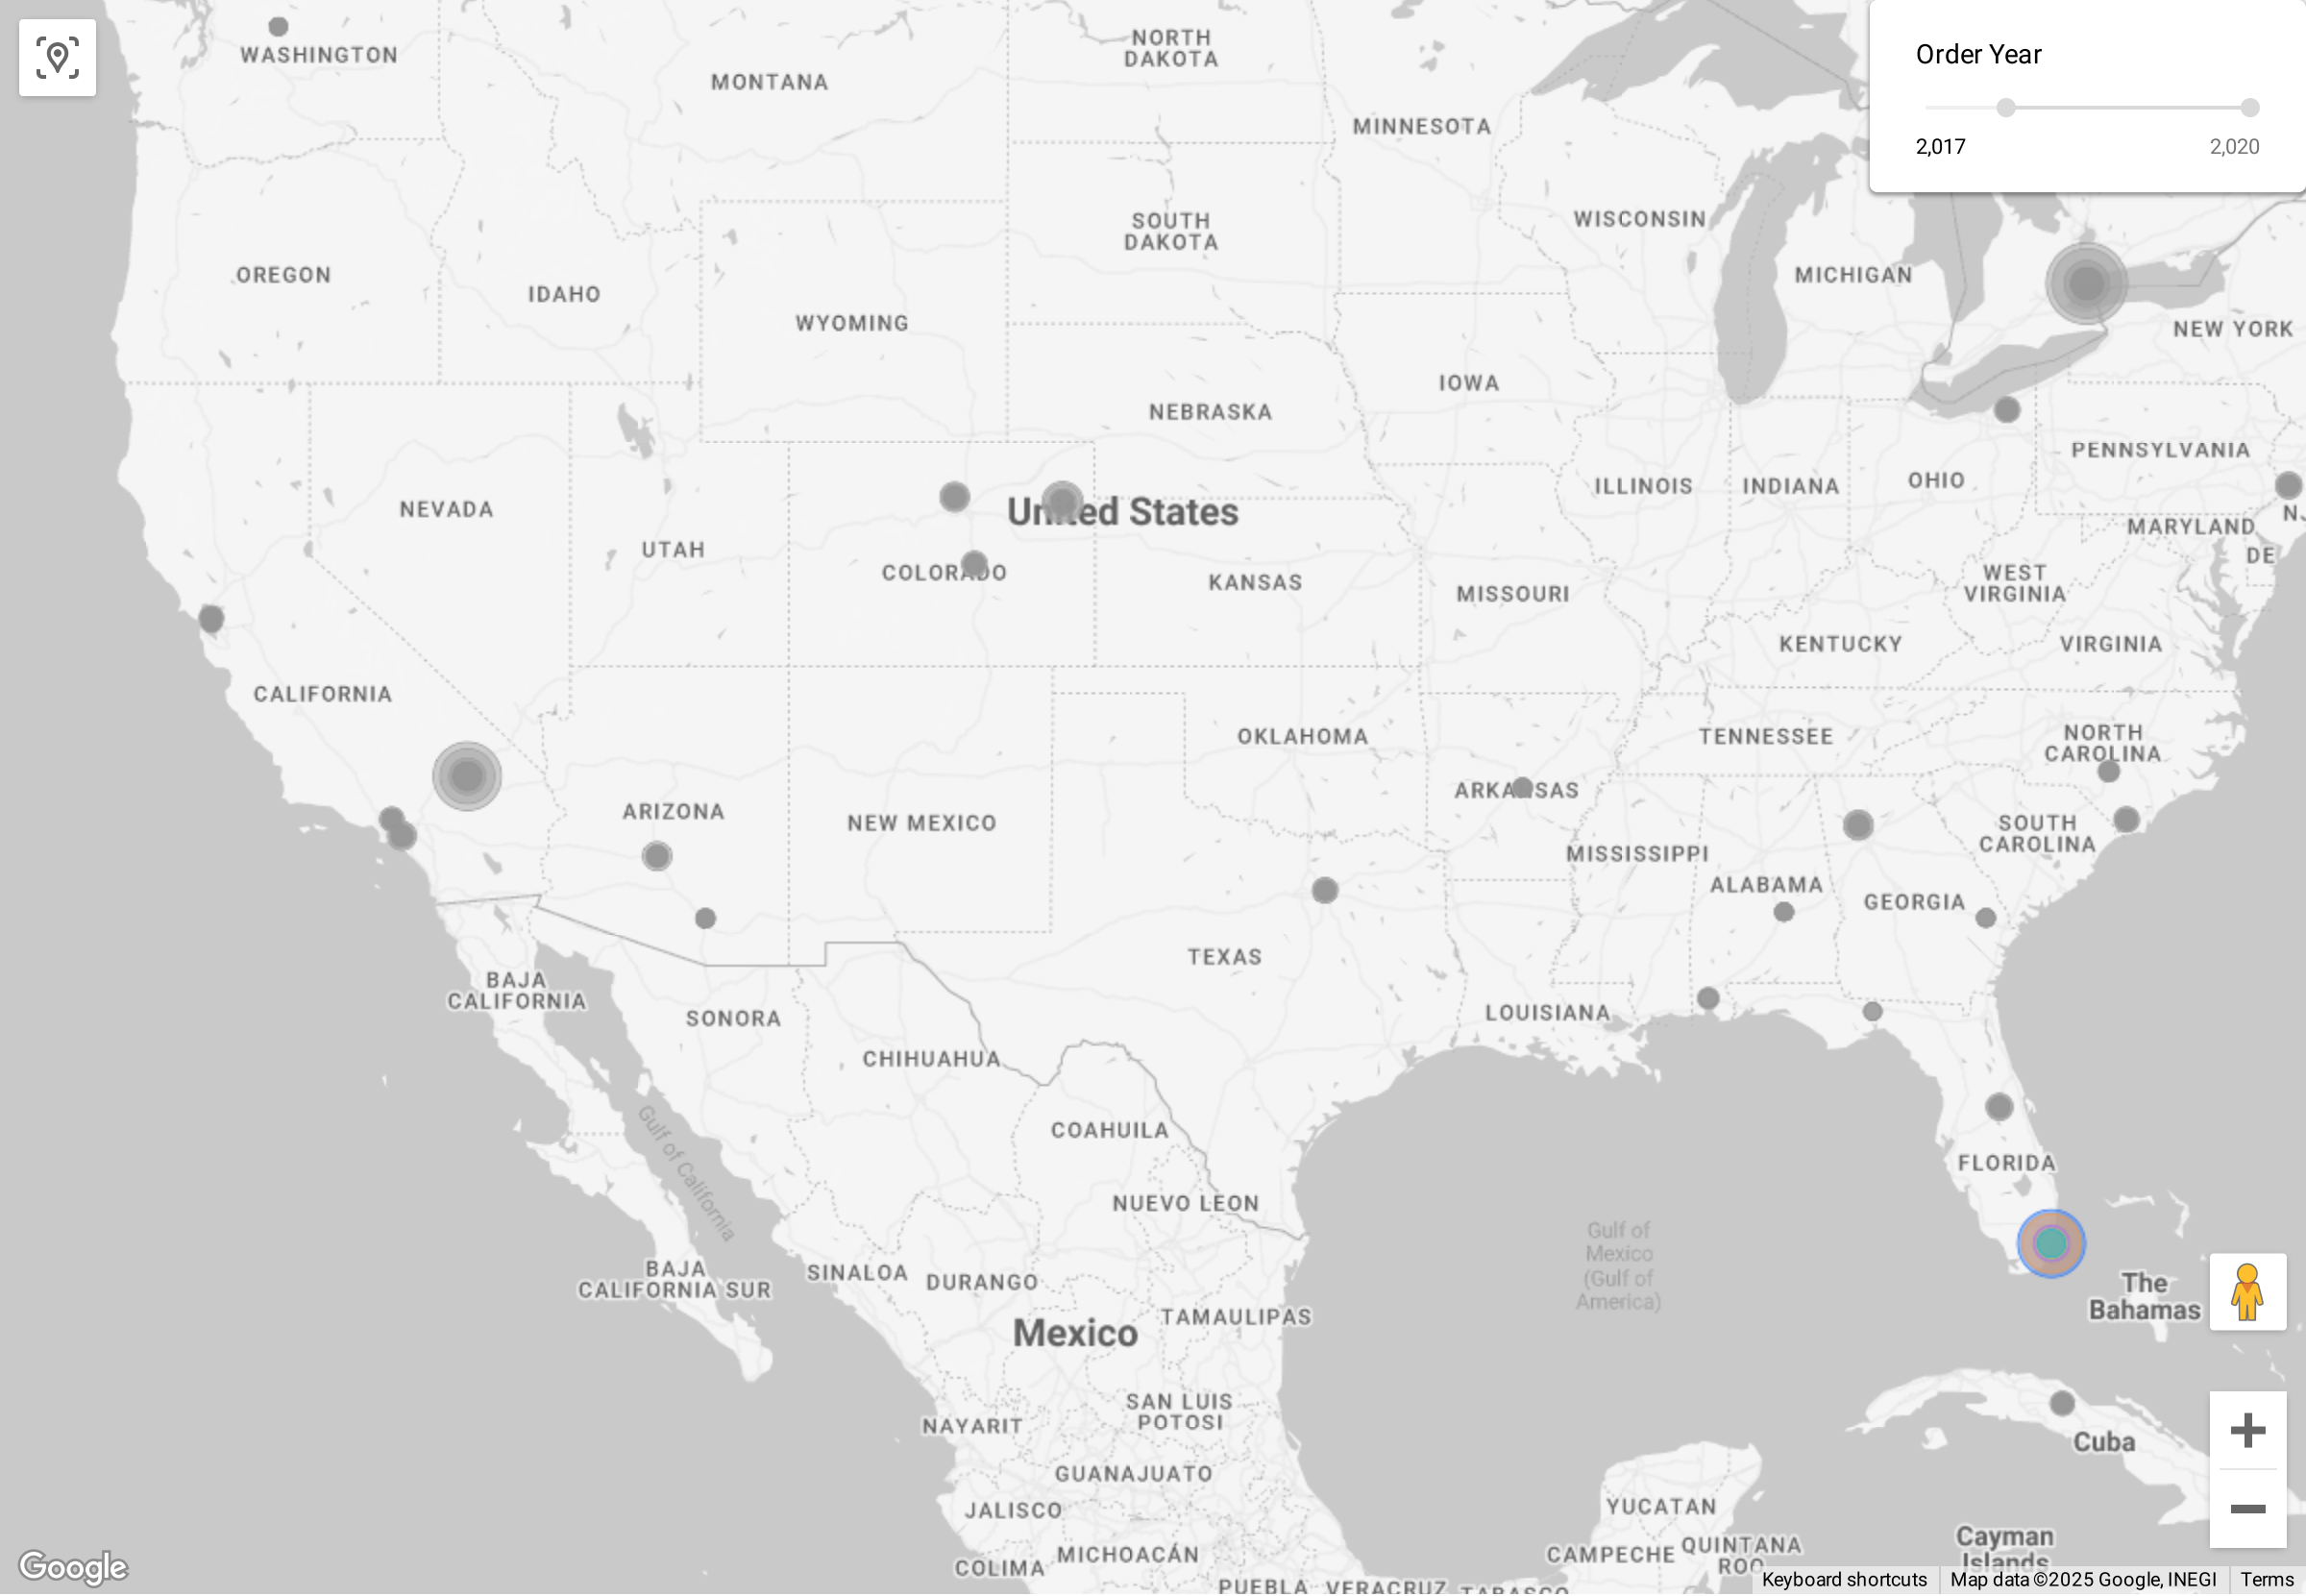 Order Year
2,017
2,020
WASHINGTON
MONTANA
NORTH
DAKOTA
MINNESOTA
SOUTH
DAKOTA
WISCONSIN
MICHIGAN
OREGON
IDAHO
WYOMING
NEW YORK
IOWA
NEBRASKA
PENNSYLVANIA
NEVADA
UTAH
United States
ILLINOIS
INDIANA
OHIO
NJ
MARYLAND
DE
COLORADO
KANSAS
MISSOURI
WEST
VIRGINIA
KENTUCKY
VIRGINIA
CALIFORNIA
OKLAHOMA
TENNESSEE
NORTH
CAROLINA
ARIZONA
NEW MEXICO
ARKANSAS
SOUTH
CAROLINA
MISSISSIPPI
ALABAMA
GEORGIA
TEXAS
BAJA
CALIFORNIA
SONORA
LOUISIANA
CHIHUAHUA
Gulf of California
COAHUILA
FLORIDA
NUEVO LEON
Gulf of
Mexico
(Gulf of
America)
BAJA
CALIFORNIA SUR
SINALOA
DURANGO
The
Bahamas
Mexico
TAMAULIPAS
SAN LUIS
POTOSI
NAYARIT
Cuba
GUANAJUATO
JALISCO
YUCATAN
MICHOACÁN
COLIMA
CAMPECHE
QUINTANA
ROO
Cayman
Islands
PUEBLA
VERACRUZ
TABASCO
Google
Keyboard shortcuts
Map data ©2025 Google, INEGI
Terms